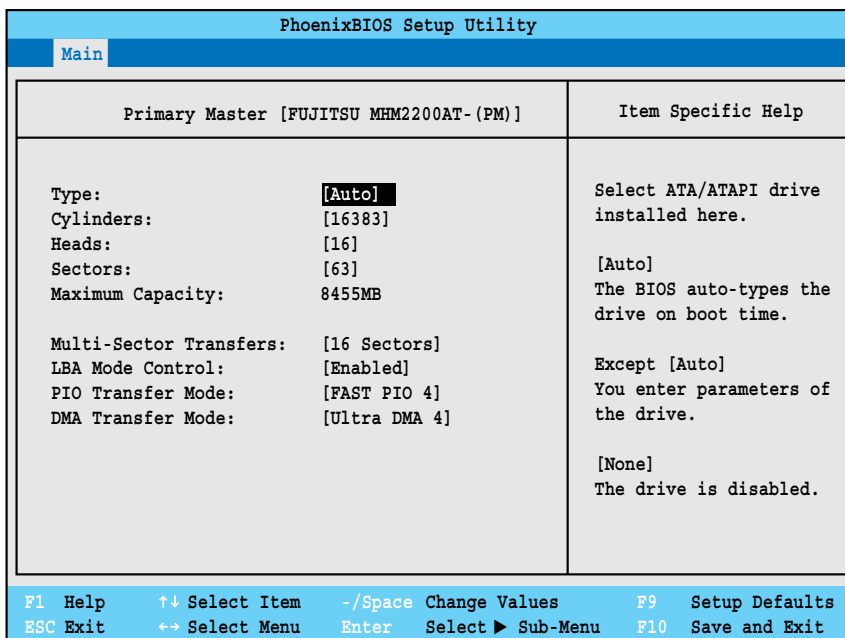 PhoenixBIOS Setup Utility
Main
Primary Master [FUJITSU MHM2200AT-(PM)]
Item Specific Help
Type: [Auto]
Cylinders: [16383]
Heads: [16]
Sectors: [63]
Maximum Capacity: 8455MB
Multi-Sector Transfers: [16 Sectors]
LBA Mode Control: [Enabled]
PIO Transfer Mode: [FAST PIO 4]
DMA Transfer Mode: [Ultra DMA 4]
Select ATA/ATAPI drive
installed here.
[Auto]
The BIOS auto-types the
drive on boot time.
Except [Auto]
You enter parameters of
the drive.
[None]
The drive is disabled.
F1 Help ↑↓ Select Item -/Space Change Values F9 Setup Defaults
ESC Exit ←→ Select Menu Enter Select ▶ Sub-Menu F10 Save and Exit